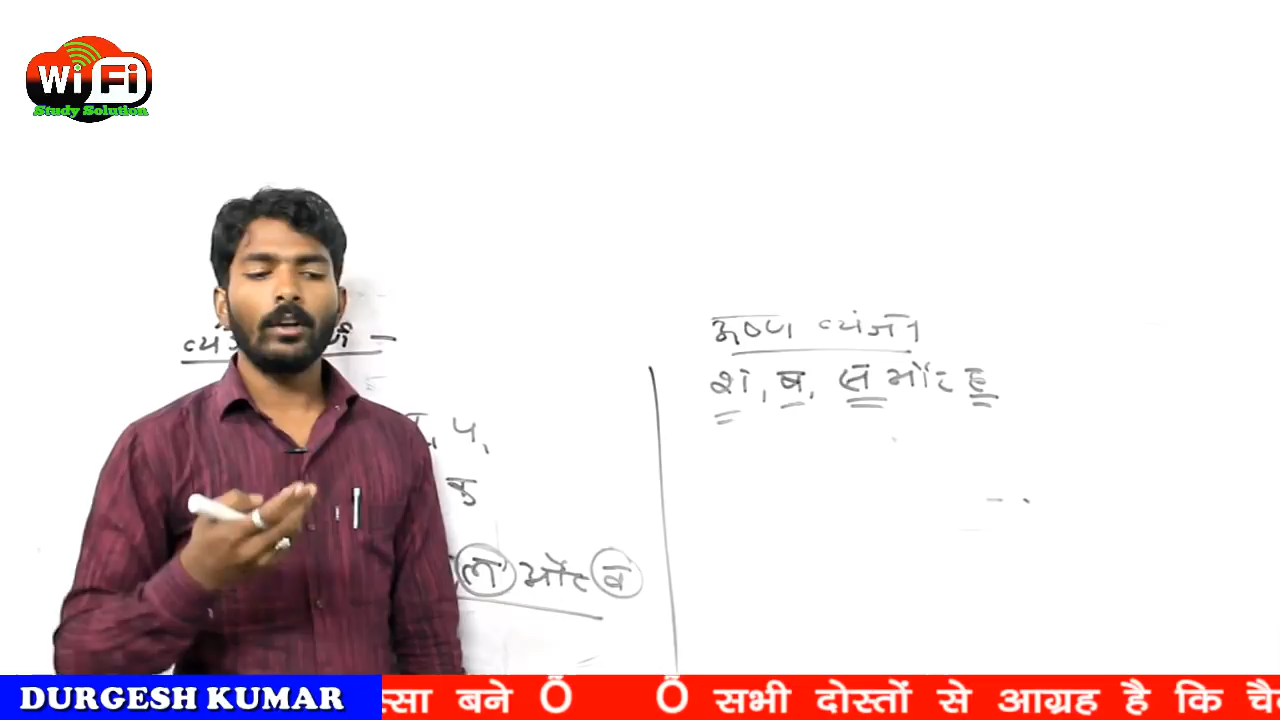 Wi Fi
Study Solution
ऊष्ण व्यंजन
श, ष, स और ह
प,
ल और व
DURGESH KUMAR
स्सा बने Õ Õ सभी दोस्तों से आग्रह है कि चै